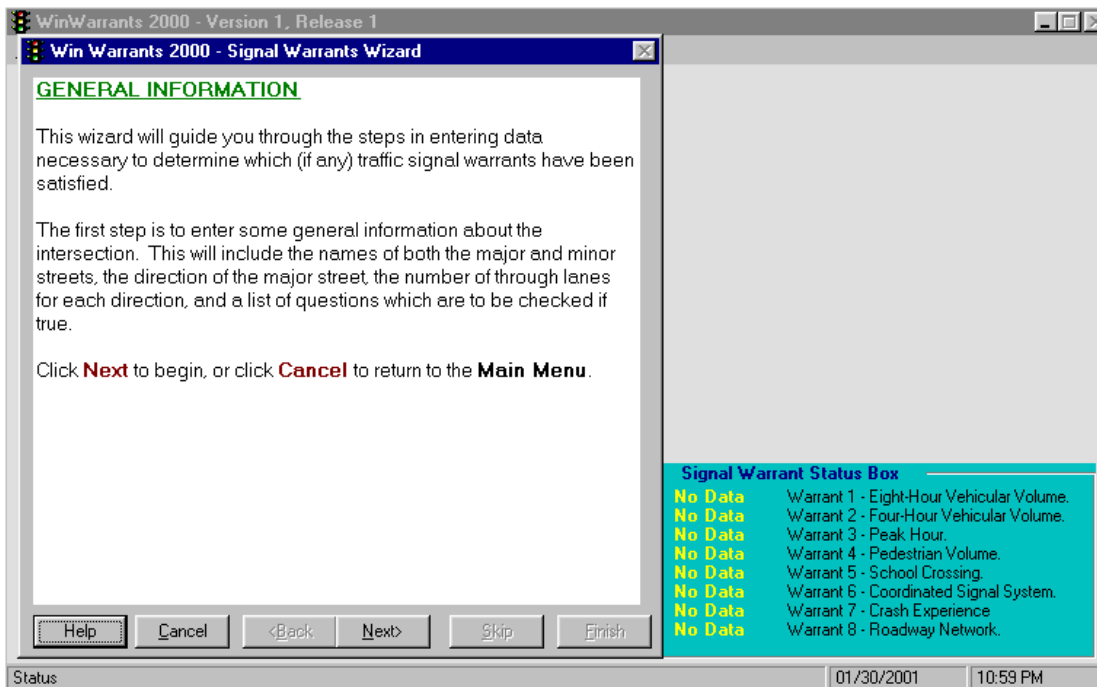 WinWarrants 2000 - Version 1, Release 1
Win Warrants 2000 - Signal Warrants Wizard
GENERAL INFORMATION
This wizard will guide you through the steps in entering data
necessary to determine which (if any) traffic signal warrants have been
satisfied.
The first step is to enter some general information about the
intersection. This will include the names of both the major and minor
streets, the direction of the major street, the number of through lanes
for each direction, and a list of questions which are to be checked if
true.
Click Next to begin, or click Cancel to return to the Main Menu.
Help Cancel <Back Next> Skip Finish
Signal Warrant Status Box
No Data Warrant 1 - Eight-Hour Vehicular Volume.
No Data Warrant 2 - Four-Hour Vehicular Volume.
No Data Warrant 3 - Peak Hour.
No Data Warrant 4 - Pedestrian Volume.
No Data Warrant 5 - School Crossing.
No Data Warrant 6 - Coordinated Signal System.
No Data Warrant 7 - Crash Experience
No Data Warrant 8 - Roadway Network.
Status 01/30/2001 10:59 PM